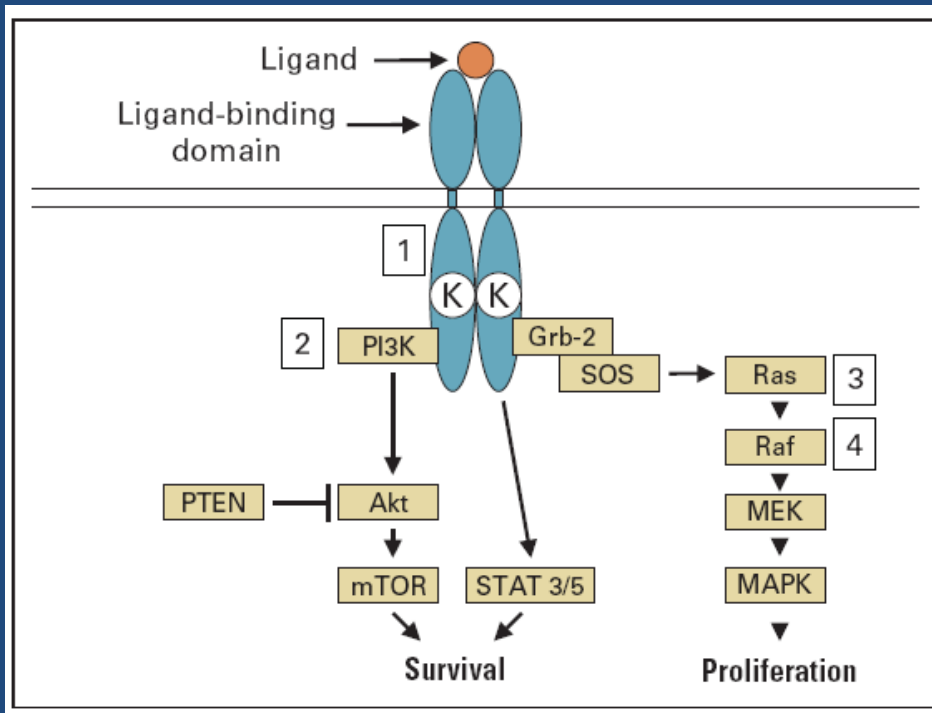 Ligand
Ligand-binding
domain
1
K
K
2
PI3K
Grb-2
SOS
Ras
3
Raf
4
PTEN
Akt
MEK
mTOR
STAT 3/5
MAPK
Survival
Proliferation